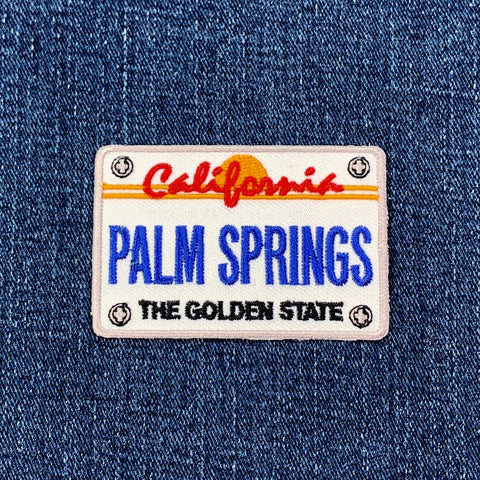 California
PALM SPRINGS
THE GOLDEN STATE